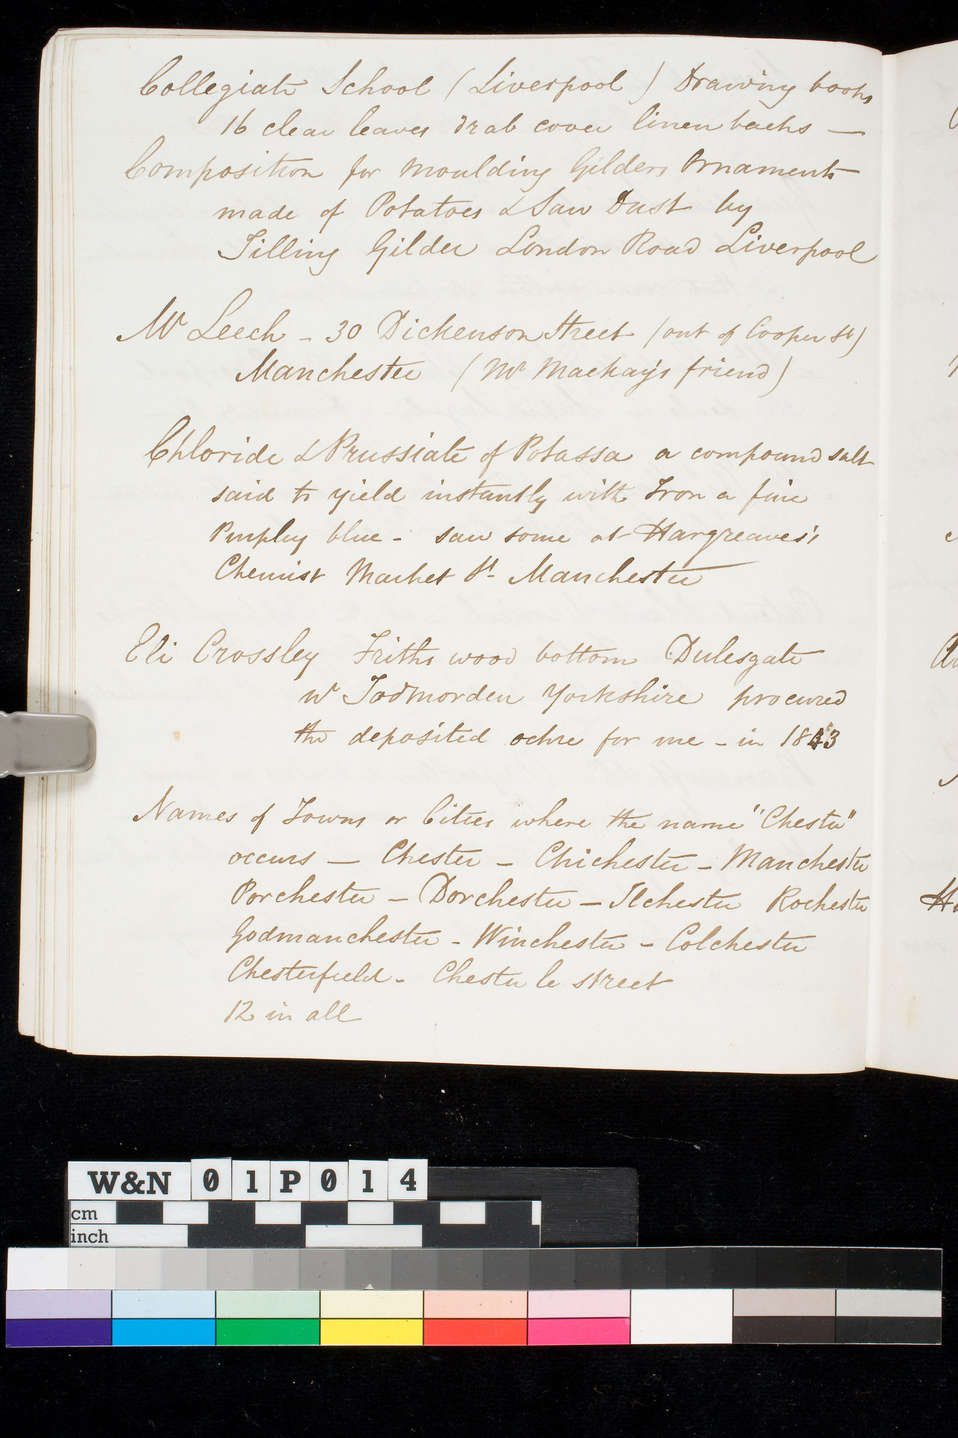 Collegiate School (Liverpool) Drawing books
16 clear leaves drab cover linen backs —
Composition for moulding Gilders Ornaments
made of Potatoes & Saw Dust by
Tilling Gilder London Road Liverpool
Mr Leech - 30 Dickenson Street (out of Cooper St)
Manchester (Mr Mackay's friend)
Chloride & Prussiate of Potassa a compound salt
said to yield instantly with Iron a fine
Purpley blue - saw some at Hargreaves's
Chemist Market St. Manchester
Eli Crossley Friths wood bottom Dulesgate
nr Todmorden Yorkshire procured
the deposited ochre for me - in 1843
Names of Towns or Cities where the name "Chester"
occurs — Chester - Chichester - Manchester
Porchester - Dorchester - Ilchester Rochester
Godmanchester - Winchester - Colchester
Chesterfield - Chester le street
12 in all
W&N 01P014
cm
inch